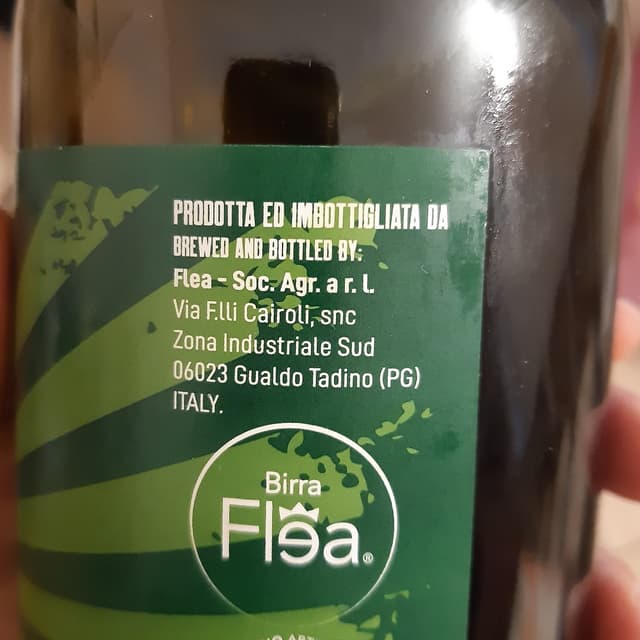 PRODOTTA ED IMBOTTIGLIATA DA
BREWED AND BOTTLED BY:
Flea - Soc. Agr. a r. l.
Via F.lli Cairoli, snc
Zona Industriale Sud
06023 Gualdo Tadino (PG)
ITALY.
Birra
Flea®